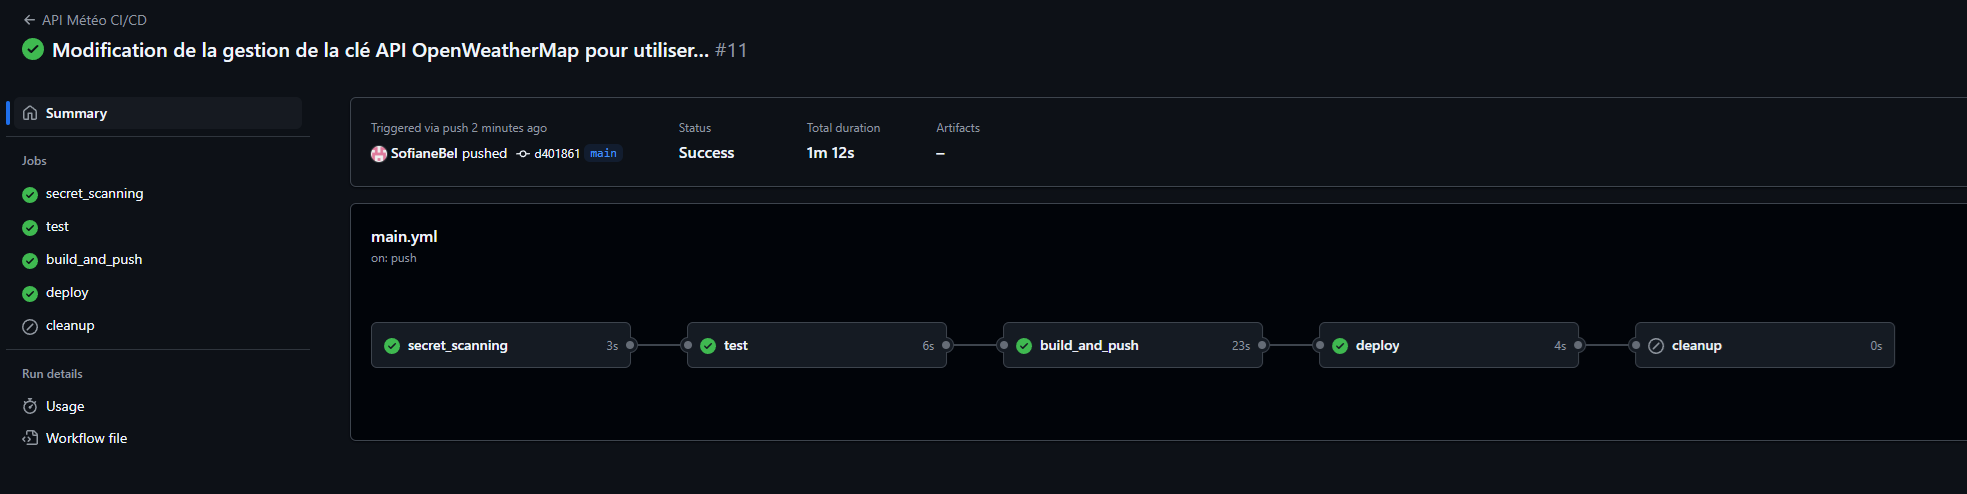 API Météo CI/CD
Modification de la gestion de la clé API OpenWeatherMap pour utiliser... #11
Summary
Jobs
secret_scanning
test
build_and_push
deploy
cleanup
Run details
Usage
Workflow file
Triggered via push 2 minutes ago
SofianeBel pushed d401861 main
Status
Success
Total duration
1m 12s
Artifacts
–
main.yml
on: push
secret_scanning 3s
test 6s
build_and_push 23s
deploy 4s
cleanup 0s